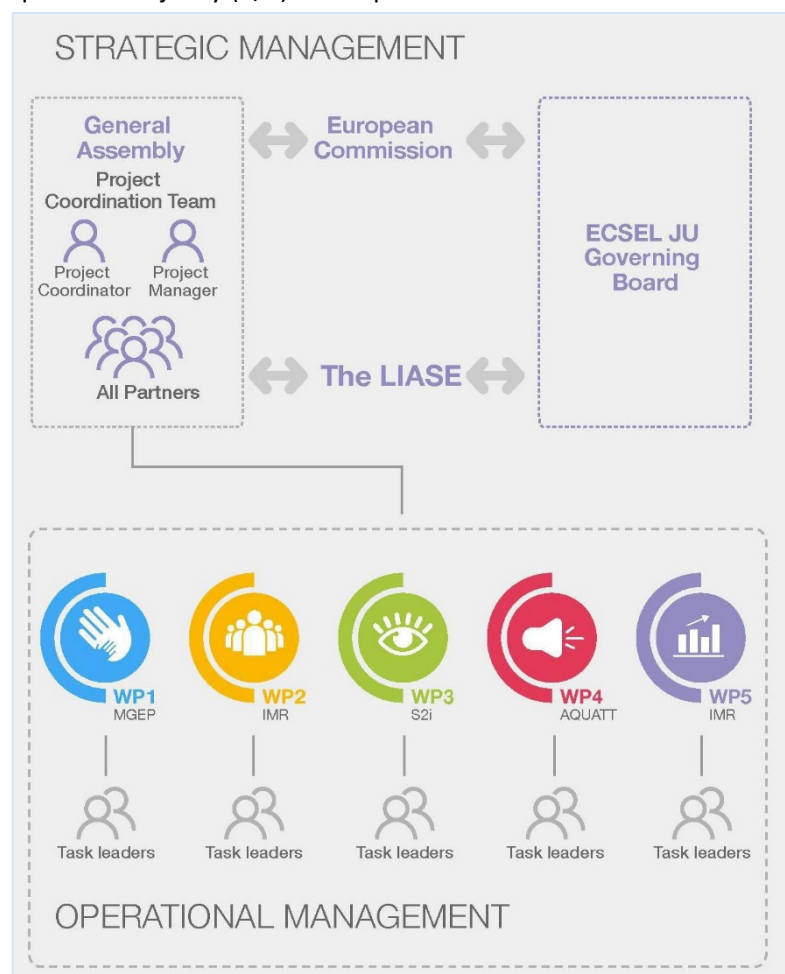 STRATEGIC MANAGEMENT
General
Assembly
Project
Coordination Team
Project
Coordinator
Project
Manager
All Partners
European
Commission
The LIASE
ECSEL JU
Governing
Board
WP1
MGEP
WP2
IMR
WP3
S2i
WP4
AQUATT
WP5
IMR
Task leaders
Task leaders
Task leaders
Task leaders
Task leaders
OPERATIONAL MANAGEMENT